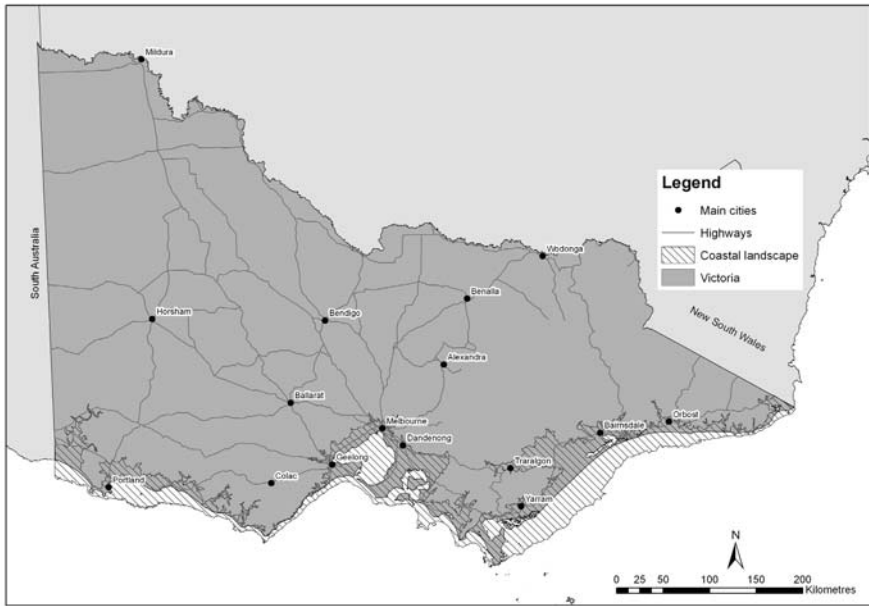 Mildura
South Australia
Legend
Main cities
Highways
Coastal landscape
Victoria
Wodonga
Benalla
Horsham
Bendigo
New South Wales
Alexandra
Ballarat
Melbourne
Dandenong
Bairnsdale
Orbost
Geelong
Traralgon
Colac
Portland
Yarram
N
0 25 50 100 150 200
Kilometres